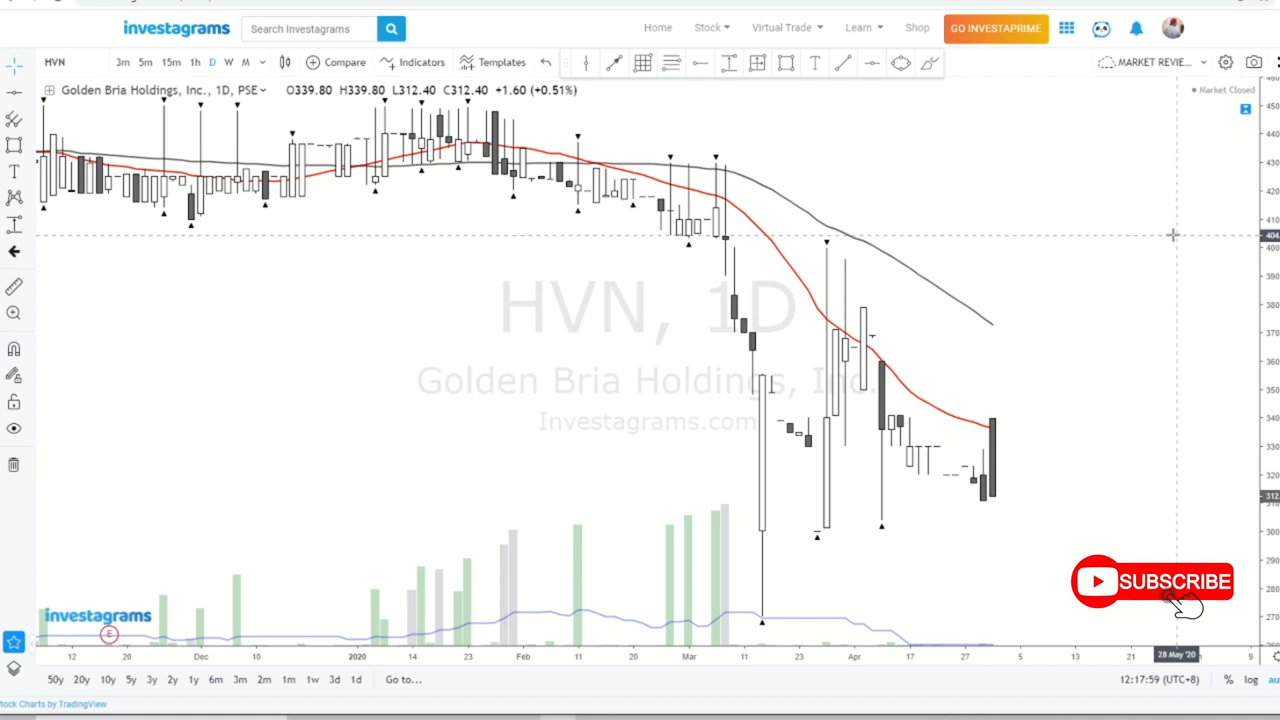 investagrams
Search Investagrams
Home
Stock
Virtual Trade
Learn
Shop
GO INVESTAPRIME
HVN
3m
5m
15m
1h
D
W
M
Compare
Indicators
Templates
T
MARKET REVIE...
Golden Bria Holdings, Inc., 1D, PSE
O339.80 H339.80 L312.40 C312.40 +1.60 (+0.51%)
Market Closed
HVN, 1D
Golden Bria Holdings, Inc.
Investagrams.com
450
440
430
420
410
404
400
380
370
360
350
340
330
320
312
300
290
280
270
investagrams
E
SUBSCRIBE
12
20
Dec
10
2020
14
23
Feb
11
20
Mar
11
23
Apr
17
27
5
13
21
28 May '20
9
50y
20y
10y
5y
3y
2y
1y
6m
3m
2m
1m
1w
3d
1d
Go to...
12:17:59 (UTC+8)
%
log
au
tock Charts by TradingView